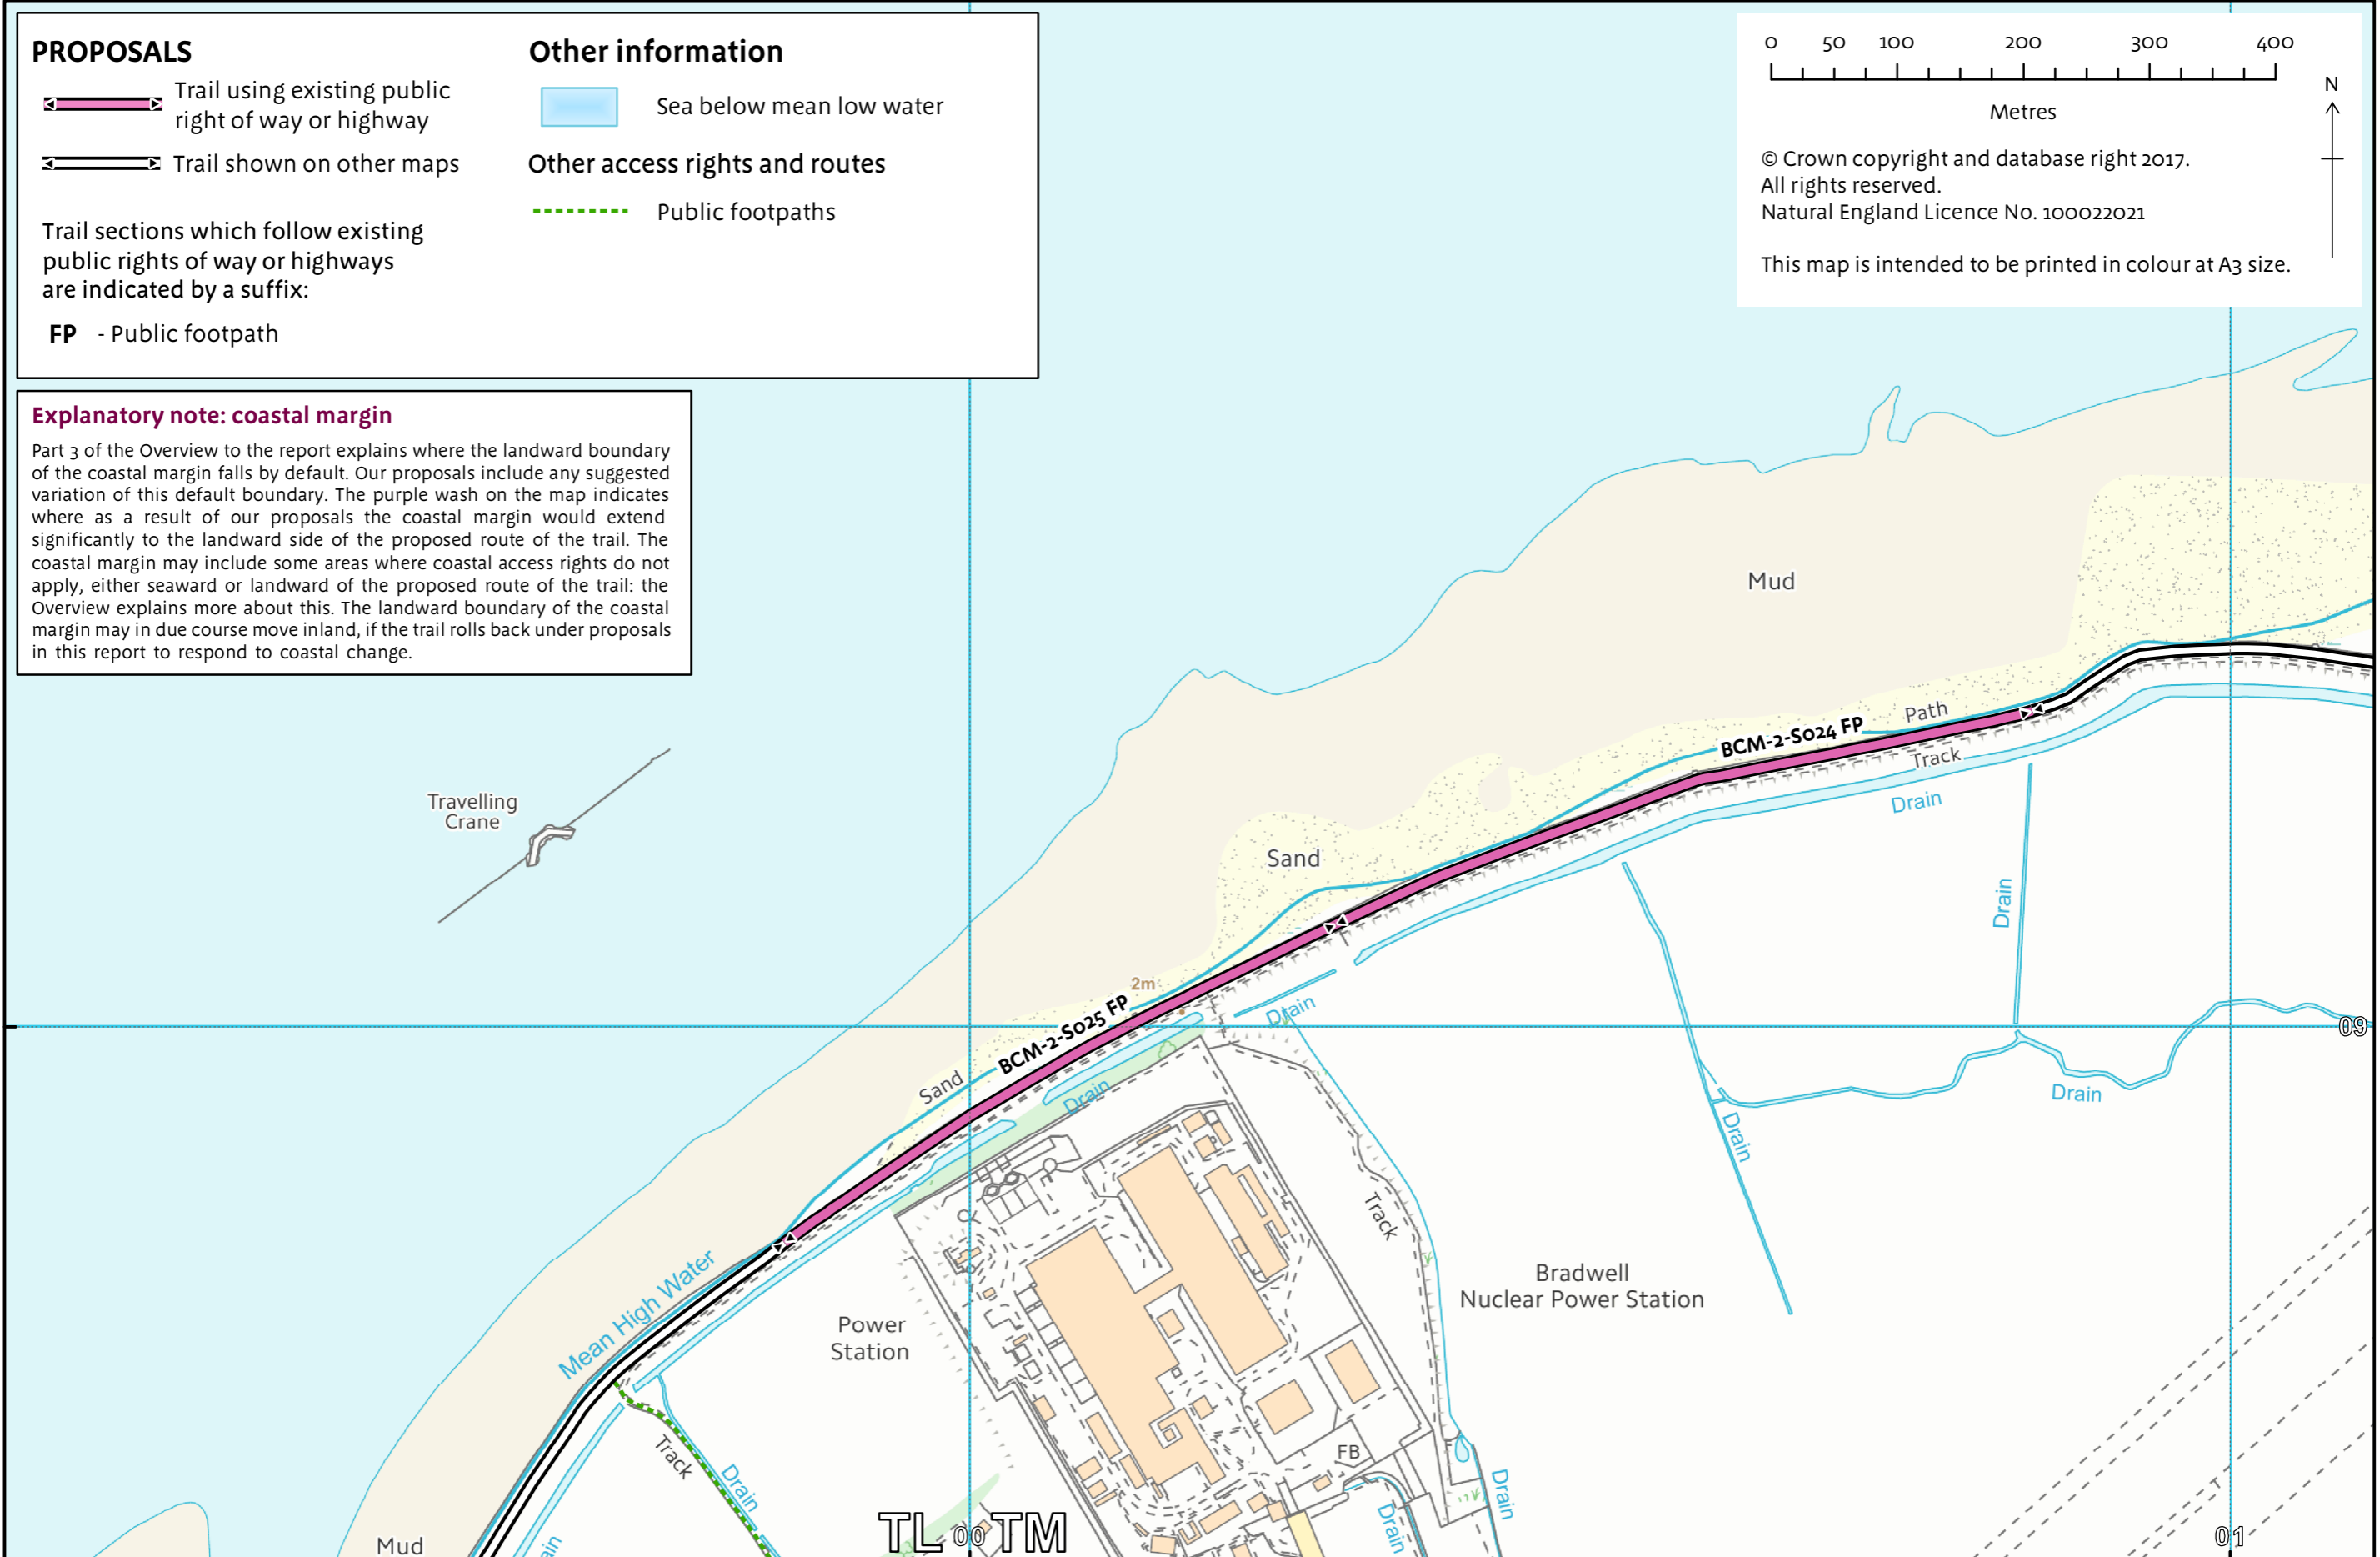 PROPOSALS
Trail using existing public
right of way or highway
Trail shown on other maps
Trail sections which follow existing
public rights of way or highways
are indicated by a suffix:
FP - Public footpath
Other information
Sea below mean low water
Other access rights and routes
Public footpaths
0 50 100 200 300 400
Metres
N
© Crown copyright and database right 2017.
All rights reserved.
Natural England Licence No. 100022021
This map is intended to be printed in colour at A3 size.
Explanatory note: coastal margin
Part 3 of the Overview to the report explains where the landward boundary
of the coastal margin falls by default. Our proposals include any suggested
variation of this default boundary. The purple wash on the map indicates
where as a result of our proposals the coastal margin would extend
significantly to the landward side of the proposed route of the trail. The
coastal margin may include some areas where coastal access rights do not
apply, either seaward or landward of the proposed route of the trail: the
Overview explains more about this. The landward boundary of the coastal
margin may in due course move inland, if the trail rolls back under proposals
in this report to respond to coastal change.
Mud
Path
BCM-2-S024 FP
Track
Drain
Travelling
Crane
Sand
Drain
2m
BCM-2-S025 FP
Drain
09
Sand
Drain
Drain
Drain
Track
Mean High Water
Bradwell
Nuclear Power Station
Power
Station
Track
Drain
FB
Drain
Drain
TL 00 TM
01
Mud
ain